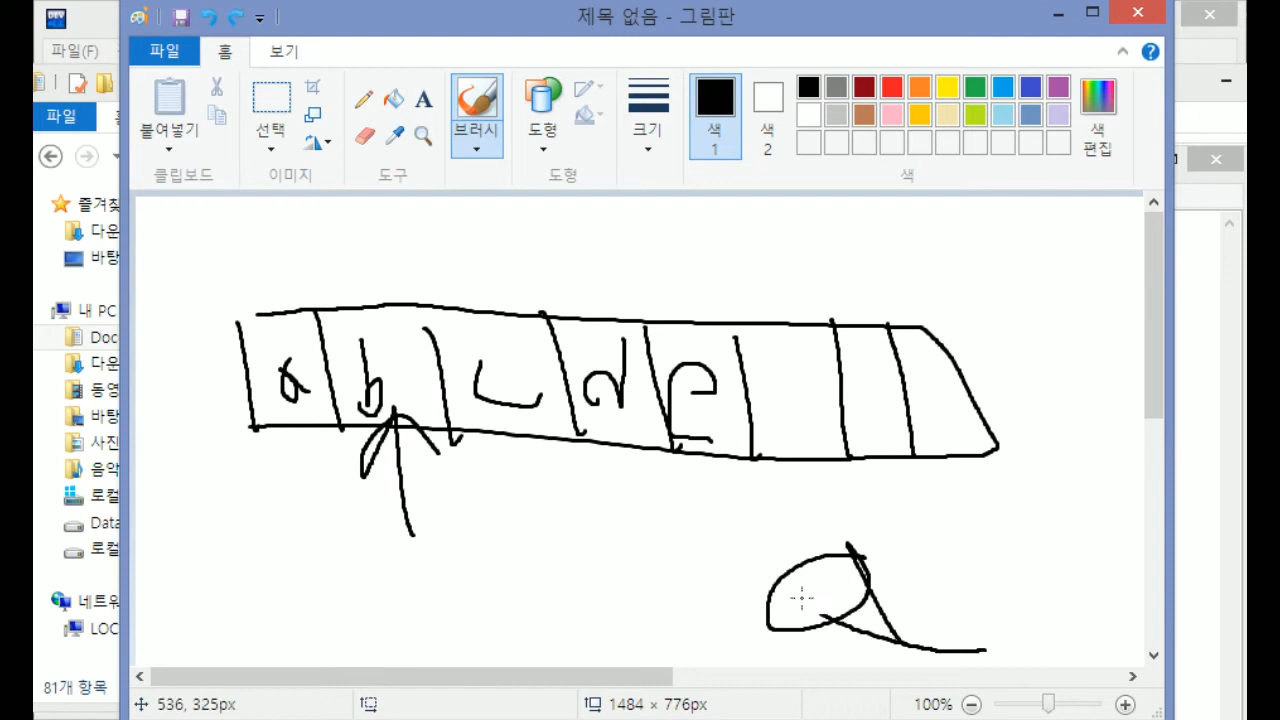 제목 없음 - 그림판
파일(F)
파일 홈 보기
파일
붙여넣기 선택 브러시 도형 크기 색 1 색 2 색 편집
클립보드 이미지 도구 도형 색
즐겨찾
다운
바탕
내 PC
Doc
다운
동영
바탕
사진
음악
로컬
Data
로컬
네트워
LOC
81개 항목
a b c d e
a
536, 325px 1484 × 776px 100%